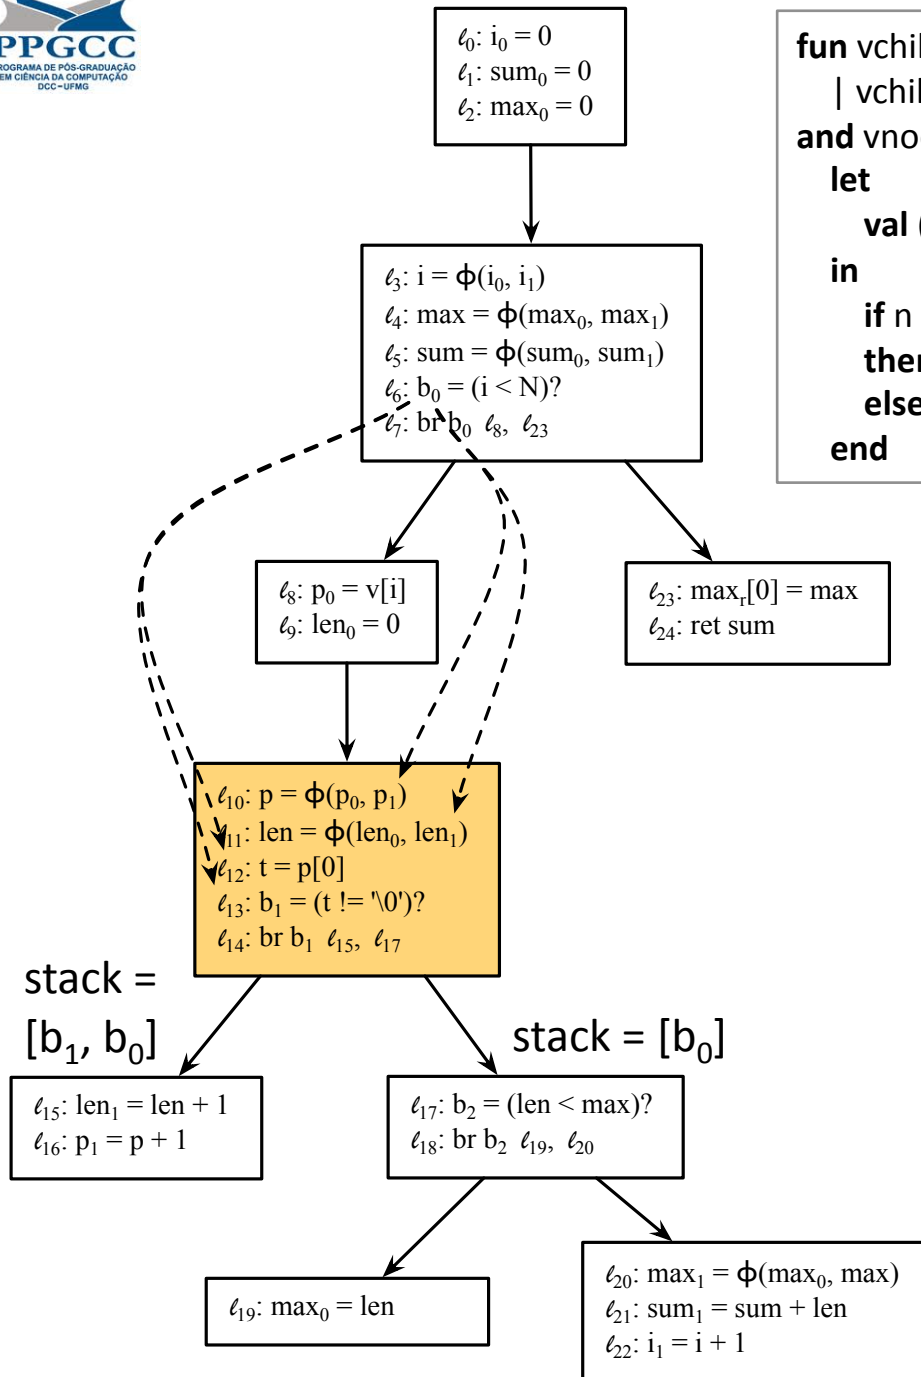 PPGCC
PROGRAMA DE PÓS-GRADUAÇÃO
EM CIÊNCIA DA COMPUTAÇÃO
DCC-UFMG
ℓ₀: i₀ = 0
ℓ₁: sum₀ = 0
ℓ₂: max₀ = 0
fun
| 
and
let
val (
in
if n
end
ℓ₃: i = ϕ(i₀, i₁)
ℓ₄: max = ϕ(max₀, max₁)
ℓ₅: sum = ϕ(sum₀, sum₁)
ℓ₆: b₀ = (i < N)?
ℓ₇: br b₀ ℓ₈, ℓ₂₃
ℓ₈: p₀ = v[i]
ℓ₉: len₀ = 0
ℓ₂₃: maxᵣ[0] = max
ℓ₂₄: ret sum
ℓ₁₀: p = ϕ(p₀, p₁)
ℓ₁₁: len = ϕ(len₀, len₁)
ℓ₁₂: t = p[0]
ℓ₁₃: b₁ = (t != '\0')?
ℓ₁₄: br b₁ ℓ₁₅, ℓ₁₇
stack =
[b₁, b₀]
stack = [b₀]
ℓ₁₅: len₁ = len + 1
ℓ₁₆: p₁ = p + 1
ℓ₁₇: b₂ = (len < max)?
ℓ₁₈: br b₂ ℓ₁₉, ℓ₂₀
ℓ₁₉: max₀ = len
ℓ₂₀: max₁ = ϕ(max₀, max)
ℓ₂₁: sum₁ = sum + len
ℓ₂₂: i₁ = i + 1